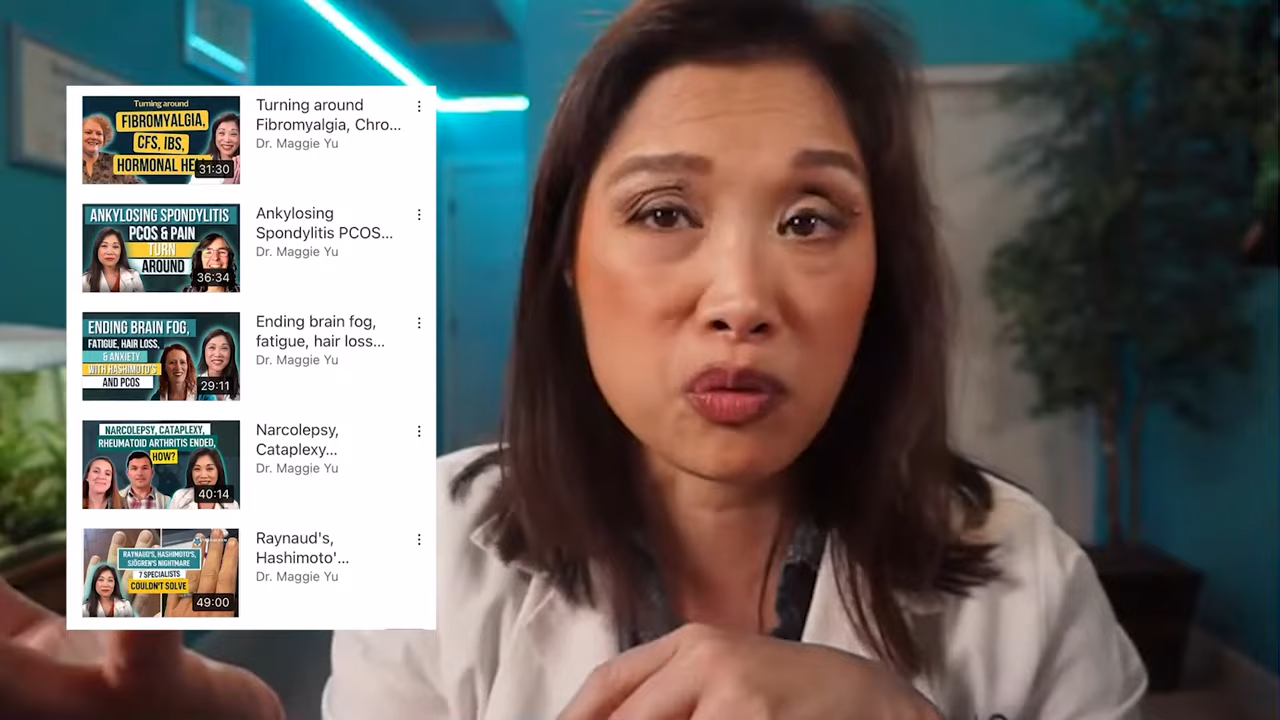 Turning around
FIBROMYALGIA,
CFS, IBS,
HORMONAL HE
31:30
Turning around
Fibromyalgia, Chro...
Dr. Maggie Yu
ANKYLOSING SPONDYLITIS
PCOS & PAIN
TURN
AROUND
36:34
Ankylosing
Spondylitis PCOS...
Dr. Maggie Yu
ENDING BRAIN FOG,
FATIGUE, HAIR LOSS,
& ANXIETY
WITH HASHIMOTO'S
AND PCOS
29:11
Ending brain fog,
fatigue, hair loss...
Dr. Maggie Yu
NARCOLEPSY, CATAPLEXY,
RHEUMATOID ARTHRITIS ENDED,
HOW?
40:14
Narcolepsy,
Cataplexy...
Dr. Maggie Yu
RAYNAUD'S, HASHIMOTO'S,
SJÖGREN'S NIGHTMARE
7 SPECIALISTS
COULDN'T SOLVE
49:00
Raynaud's,
Hashimoto'...
Dr. Maggie Yu